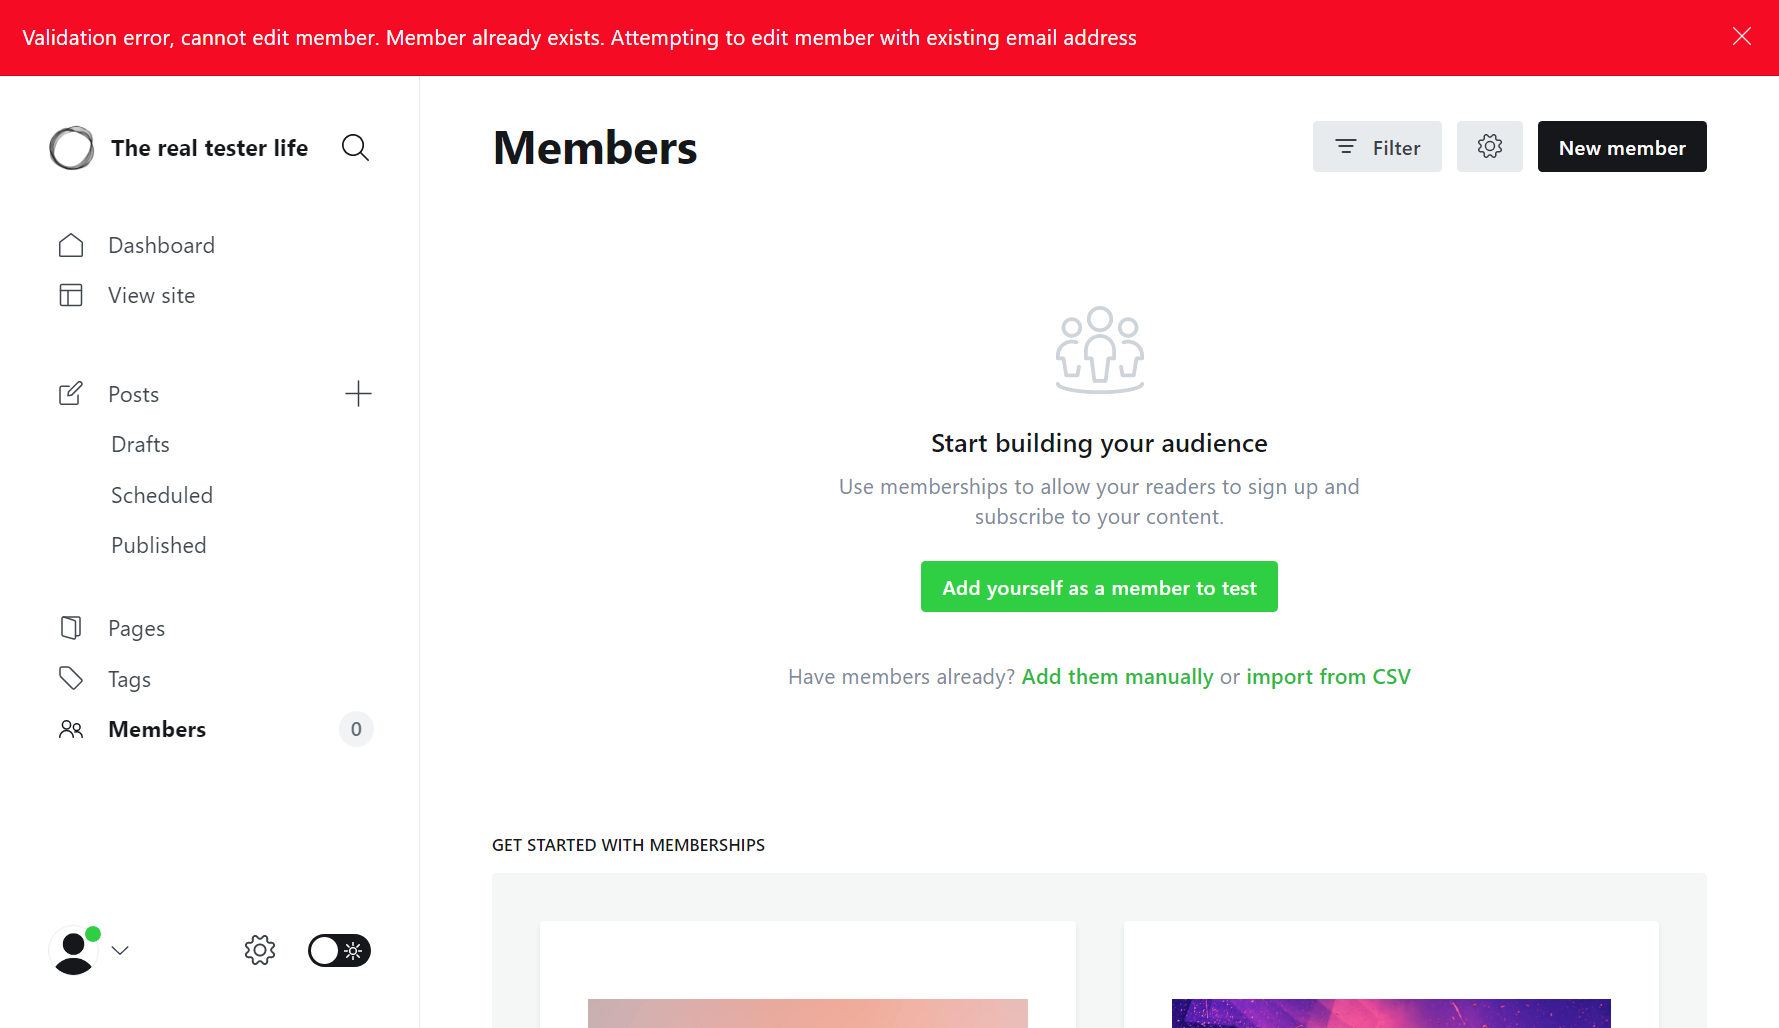 Validation error, cannot edit member. Member already exists. Attempting to edit member with existing email address
The real tester life
Dashboard
View site
Posts
Drafts
Scheduled
Published
Pages
Tags
Members
0
Members
Filter
New member
Start building your audience
Use memberships to allow your readers to sign up and
subscribe to your content.
Add yourself as a member to test
Have members already? Add them manually or import from CSV
GET STARTED WITH MEMBERSHIPS